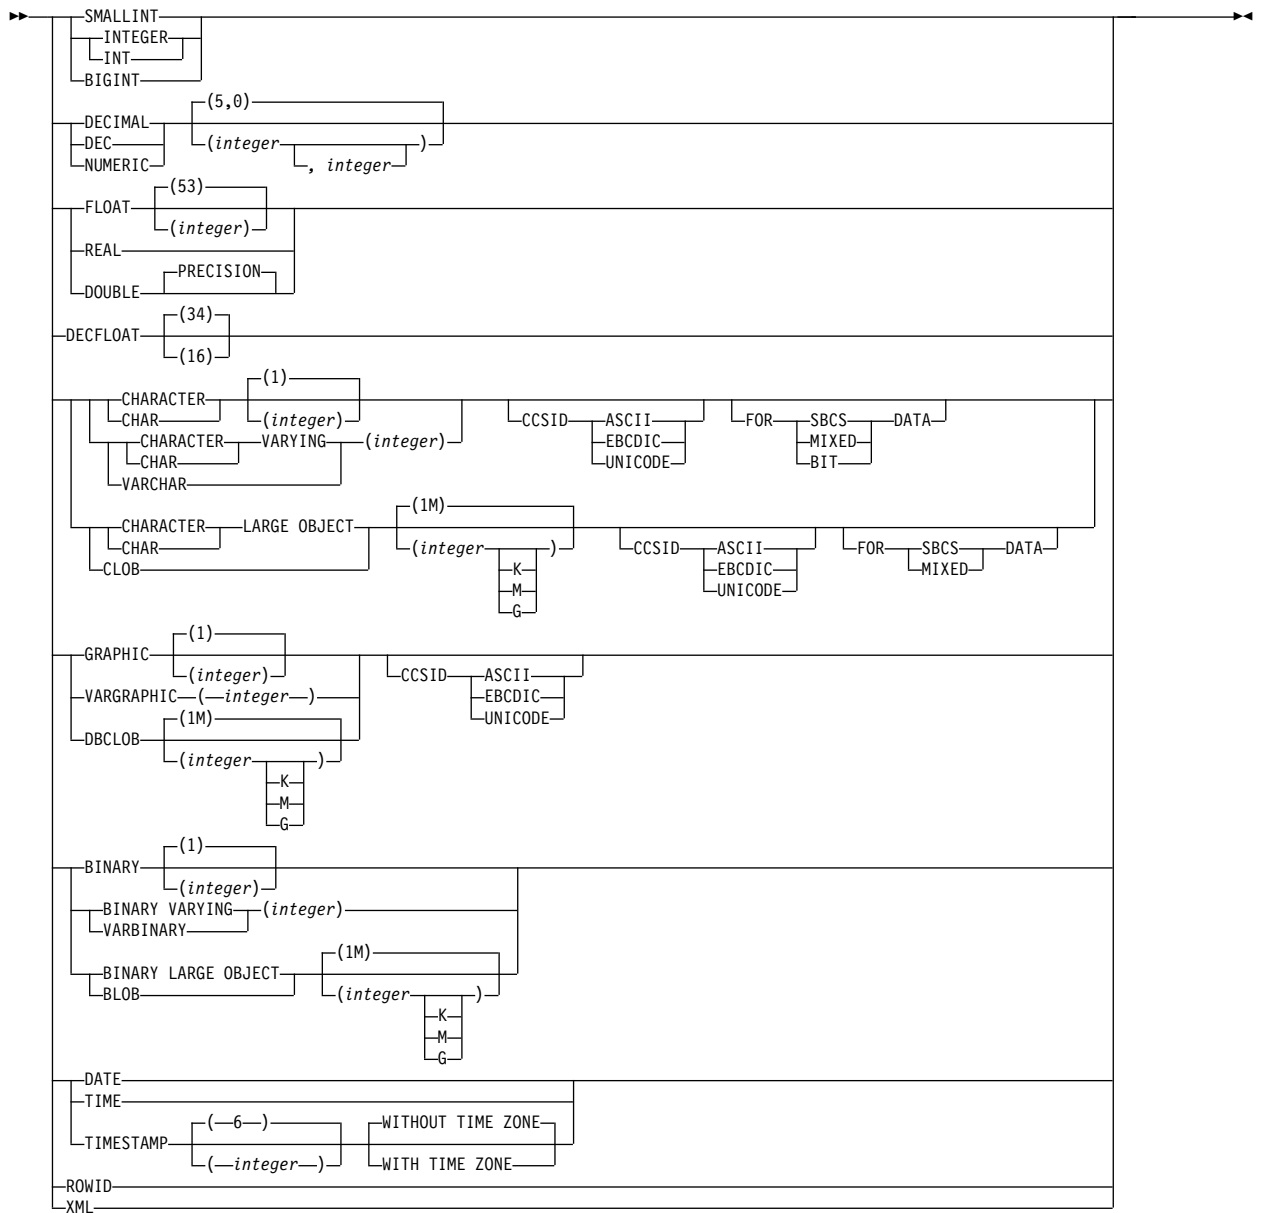 SMALLINT
INTEGER
INT
BIGINT
(5,0)
DECIMAL
DEC (integer )
NUMERIC , integer
(53)
FLOAT
(integer)
REAL
PRECISION
DOUBLE
(34)
DECFLOAT
(16)
(1)
CHARACTER
CHAR (integer) CCSID ASCII FOR SBCS DATA
CHARACTER VARYING (integer) EBCDIC MIXED
CHAR UNICODE BIT
VARCHAR
(1M)
CHARACTER LARGE OBJECT
CHAR (integer ) CCSID ASCII FOR SBCS DATA
CLOB K EBCDIC MIXED
M UNICODE
G
(1)
GRAPHIC
(integer) CCSID ASCII
VARGRAPHIC ( integer ) EBCDIC
(1M) UNICODE
DBCLOB
(integer )
K
M
G
(1)
BINARY
(integer)
BINARY VARYING (integer)
VARBINARY
(1M)
BINARY LARGE OBJECT
BLOB (integer )
K
M
G
DATE
TIME
( 6 ) WITHOUT TIME ZONE
TIMESTAMP
( integer ) WITH TIME ZONE
ROWID
XML